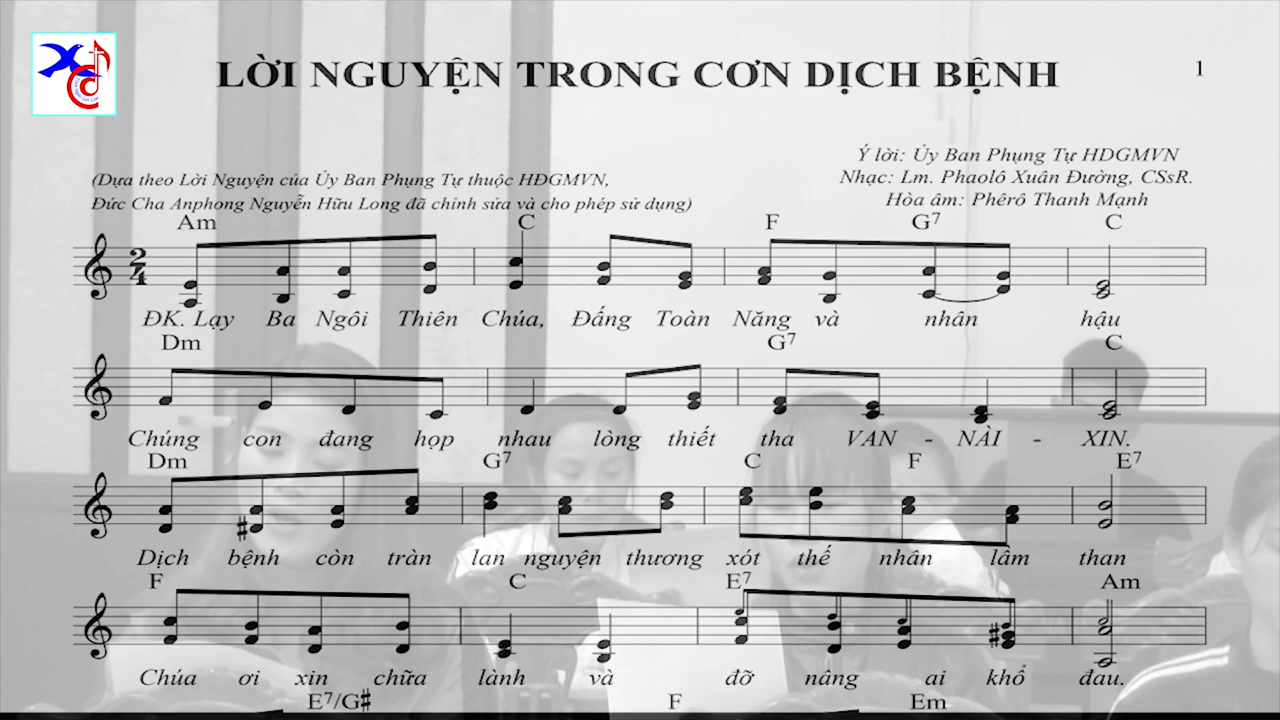 LỜI NGUYỆN TRONG CƠN DỊCH BỆNH
1
Ý lời: Ủy Ban Phụng Tự HDGMVN
(Dựa theo Lời Nguyện của Ủy Ban Phụng Tự thuộc HĐGMVN,
Nhạc: Lm. Phaolô Xuân Đường, CSsR.
Đức Cha Anphong Nguyễn Hữu Long đã chỉnh sửa và cho phép sử dụng)
Hòa âm: Phêrô Thanh Mạnh
Am C F G7 C
2/4
ĐK. Lạy Ba Ngôi Thiên Chúa, Đấng Toàn Năng và nhân hậu
Dm G7 C
Chúng con đang họp nhau lòng thiết tha VAN - NÀI - XIN.
Dm G7 C F E7
Dịch bệnh còn tràn lan nguyện thương xót thế nhân lâm than
F C E7 Am
Chúa ơi xin chữa lành và đỡ nâng ai khổ đau.
E7/G# F Em